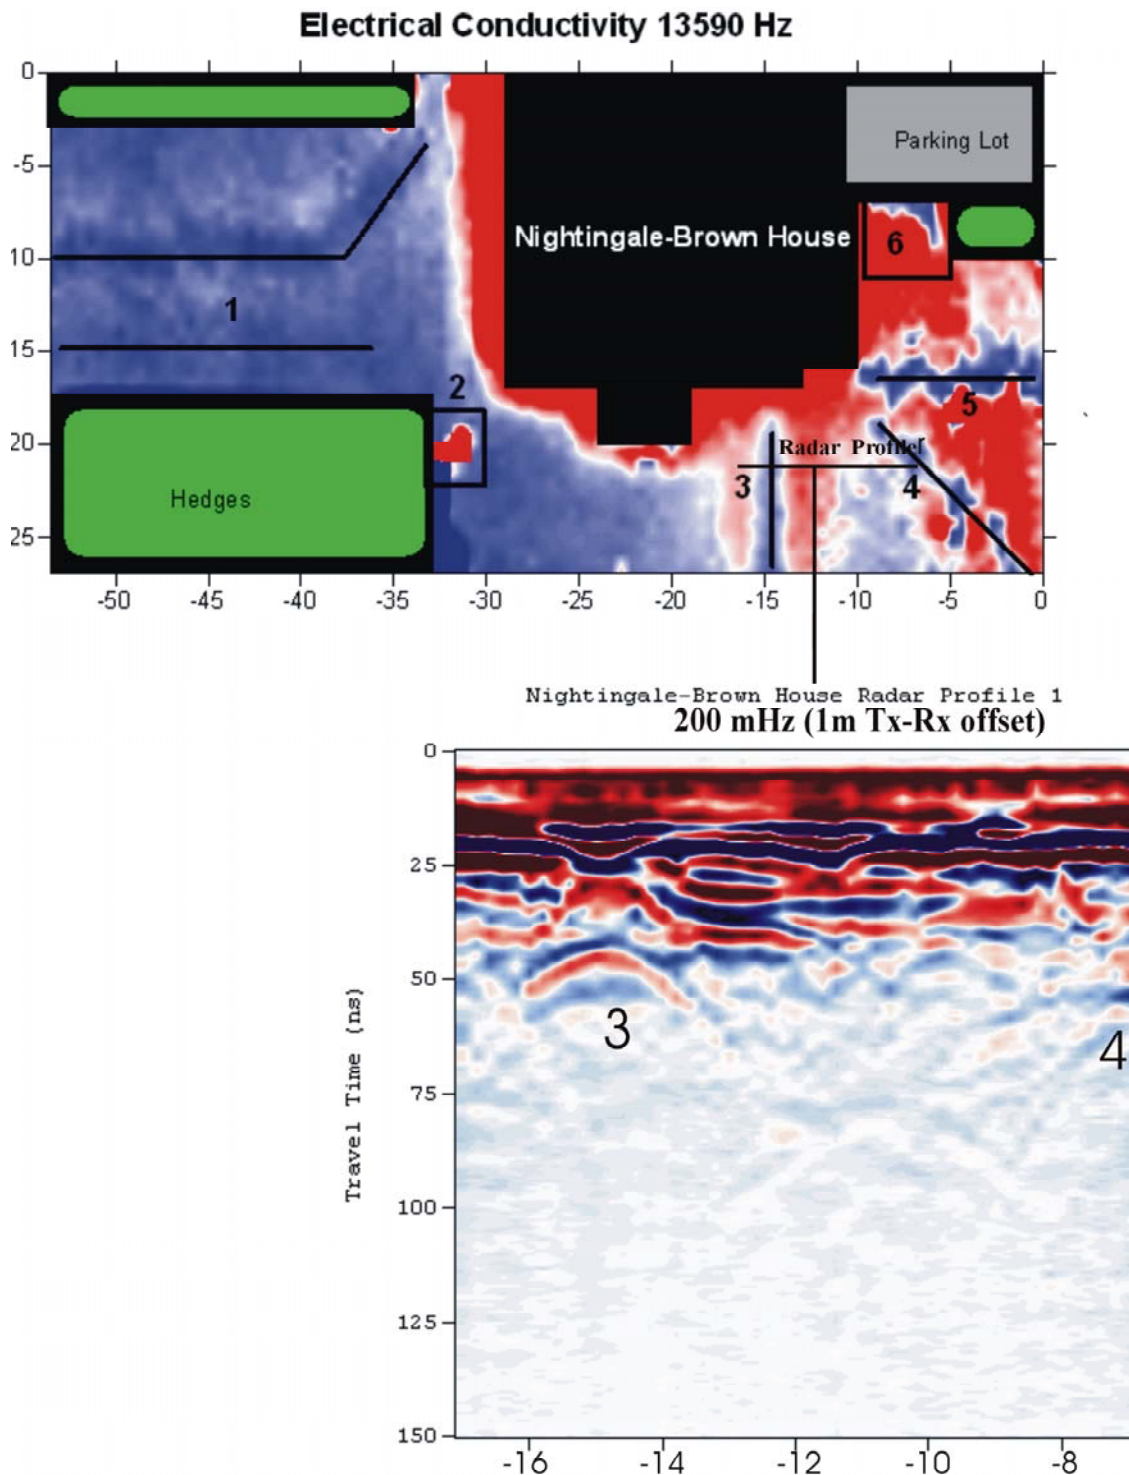 Electrical Conductivity 13590 Hz
0
-5
10
15
20
25
Parking Lot
Nightingale-Brown House
6
1
2
5
Radar Profile
3
4
Hedges
-50 -45 -40 -35 -30 -25 -20 -15 -10 -5 0
Nightingale-Brown House Radar Profile 1
200 mHz (1m Tx-Rx offset)
0
25
50
75
100
125
150
Travel Time (ns)
3
4
-16 -14 -12 -10 -8